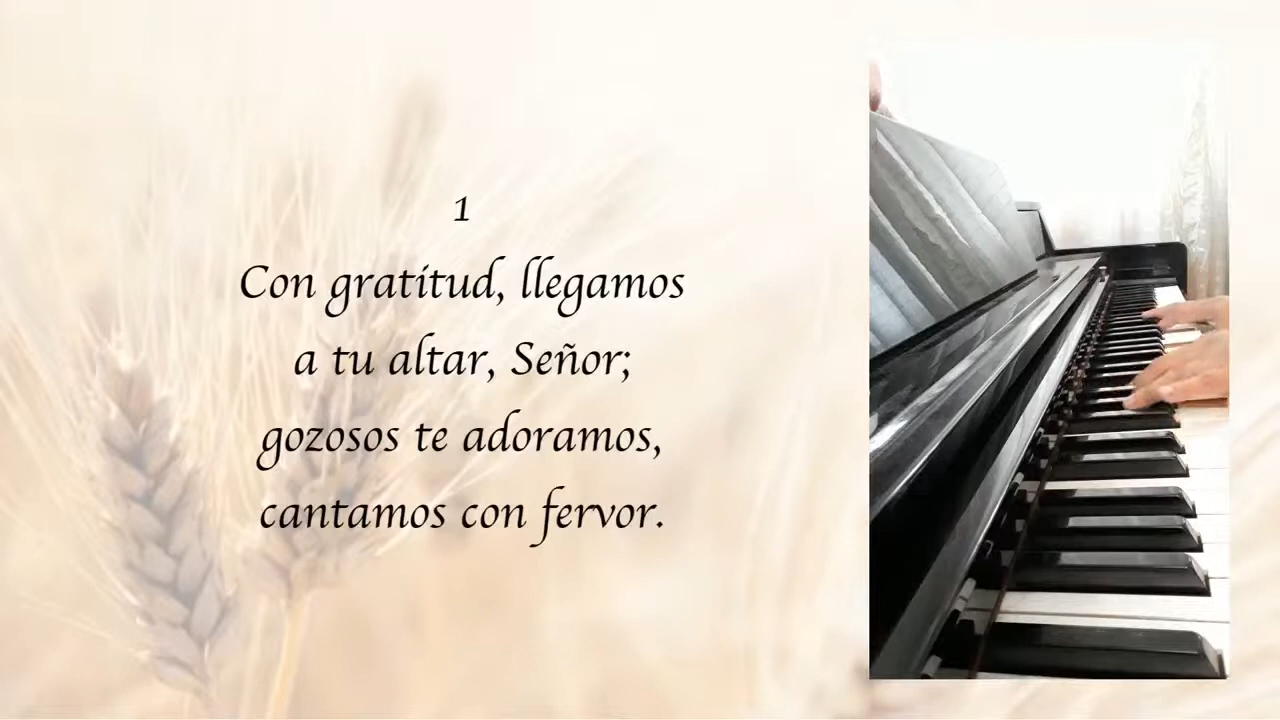 1
Con gratitud, llegamos
a tu altar, Señor;
gozosos te adoramos,
cantamos con fervor.